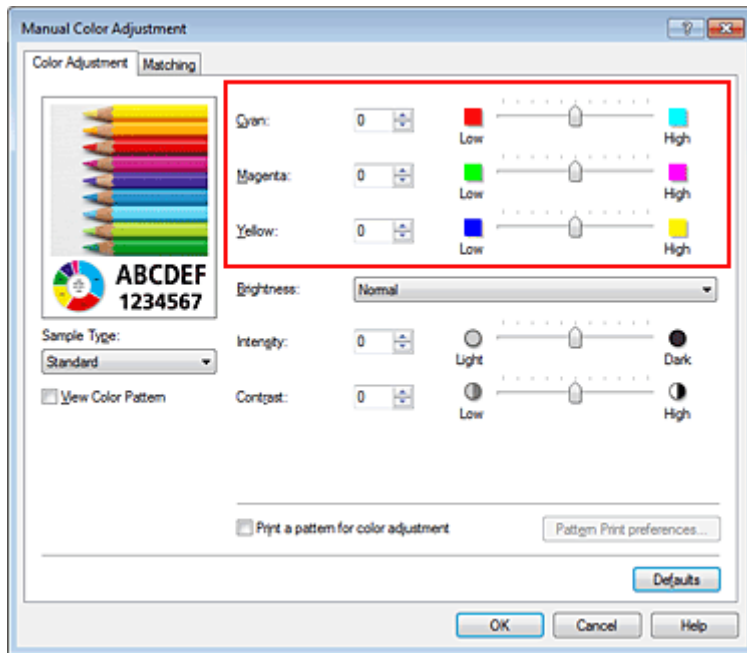 Manual Color Adjustment
Color Adjustment
Matching
Cyan:
0
Low
High
Magenta:
0
Low
High
Yellow:
0
Low
High
ABCDEF
1234567
Sample Type:
Standard
View Color Pattern
Brightness:
Normal
Intensity:
0
Light
Dark
Contrast:
0
Low
High
Print a pattern for color adjustment
Pattern Print preferences...
Defaults
OK
Cancel
Help